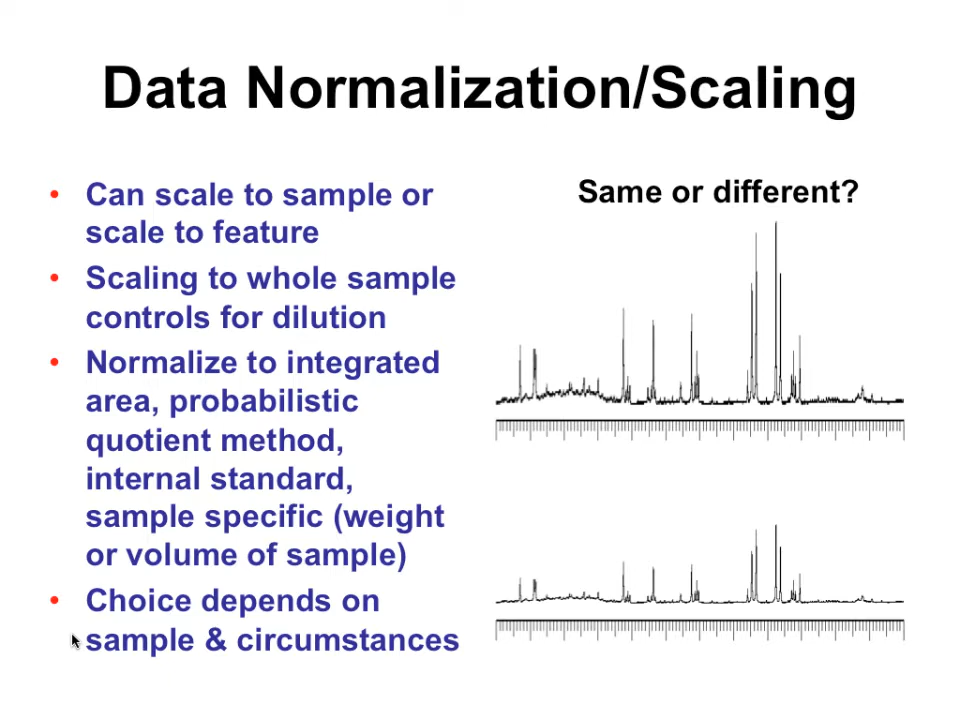 Data Normalization/Scaling
• Can scale to sample or
scale to feature
• Scaling to whole sample
controls for dilution
• Normalize to integrated
area, probabilistic
quotient method,
internal standard,
sample specific (weight
or volume of sample)
• Choice depends on
sample & circumstances
Same or different?